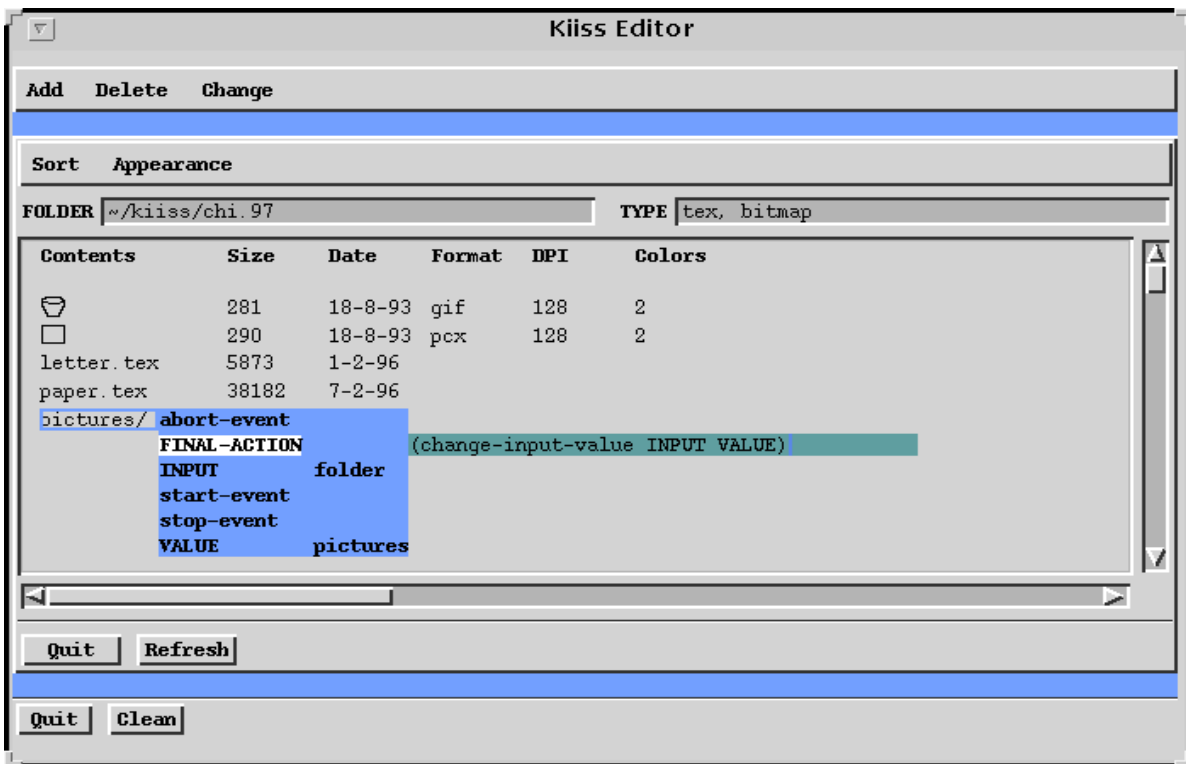 Kiiss Editor
Add Delete Change
Sort Appearance
FOLDER ~/kiiss/chi.97 TYPE tex, bitmap
Contents Size Date Format DPI Colors
281 18-8-93 gif 128 2
290 18-8-93 pcx 128 2
letter.tex 5873 1-2-96
paper.tex 38182 7-2-96
pictures/ abort-event
FINAL-ACTION (change-input-value INPUT VALUE)
INPUT folder
start-event
stop-event
VALUE pictures
Quit Refresh
Quit Clean